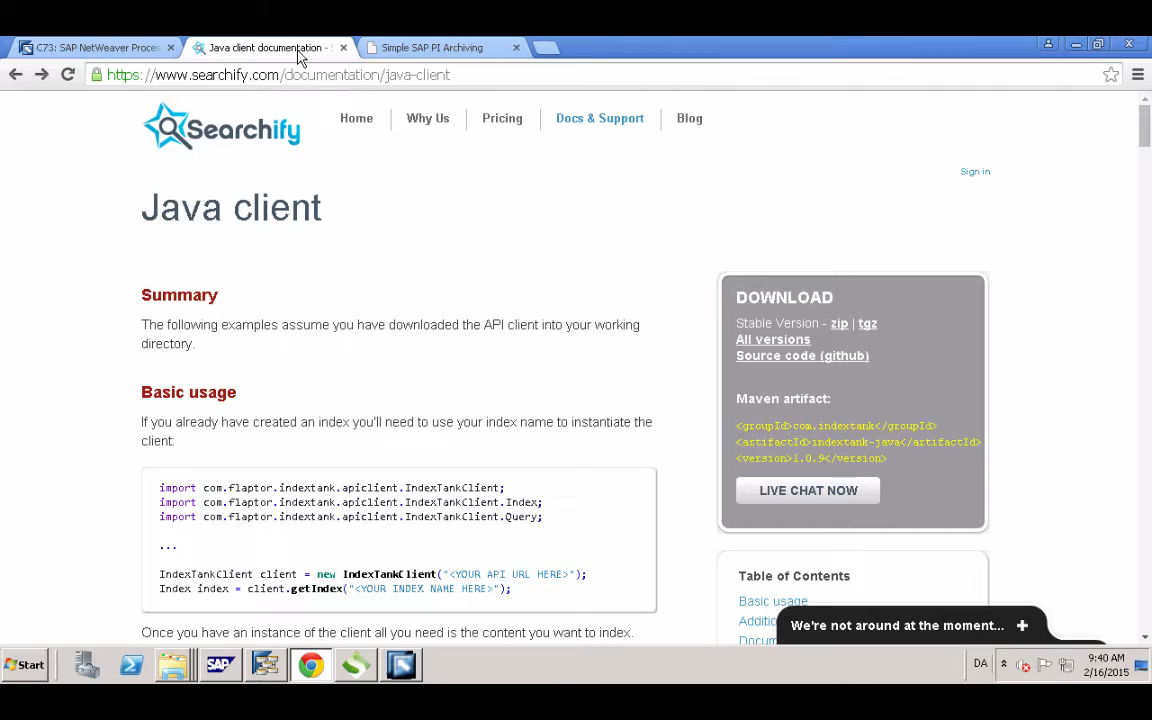 C73: SAP NetWeaver Proce
Java client documentation -
Simple SAP PI Archiving
https://www.searchify.com/documentation/java-client
Searchify
Home
Why Us
Pricing
Docs & Support
Blog
Sign in
Java client
Summary
The following examples assume you have downloaded the API client into your working
directory.
Basic usage
If you already have created an index you'll need to use your index name to instantiate the
client:
import com.flaptor.indextank.apiclient.IndexTankClient;
import com.flaptor.indextank.apiclient.IndexTankClient.Index;
import com.flaptor.indextank.apiclient.IndexTankClient.Query;
...
IndexTankClient client = new IndexTankClient("<YOUR API URL HERE>");
Index index = client.getIndex("<YOUR INDEX NAME HERE>");
Once you have an instance of the client all you need is the content you want to index.
DOWNLOAD
Stable Version - zip | tgz
All versions
Source code (github)
Maven artifact:
<groupId>com.indextank</groupId>
<artifactId>indextank-java</artifactId>
<version>1.0.9</version>
LIVE CHAT NOW
Table of Contents
Basic usage
Additio
Docum
We're not around at the moment... +
Start
SAP
DA
9:40 AM
2/16/2015